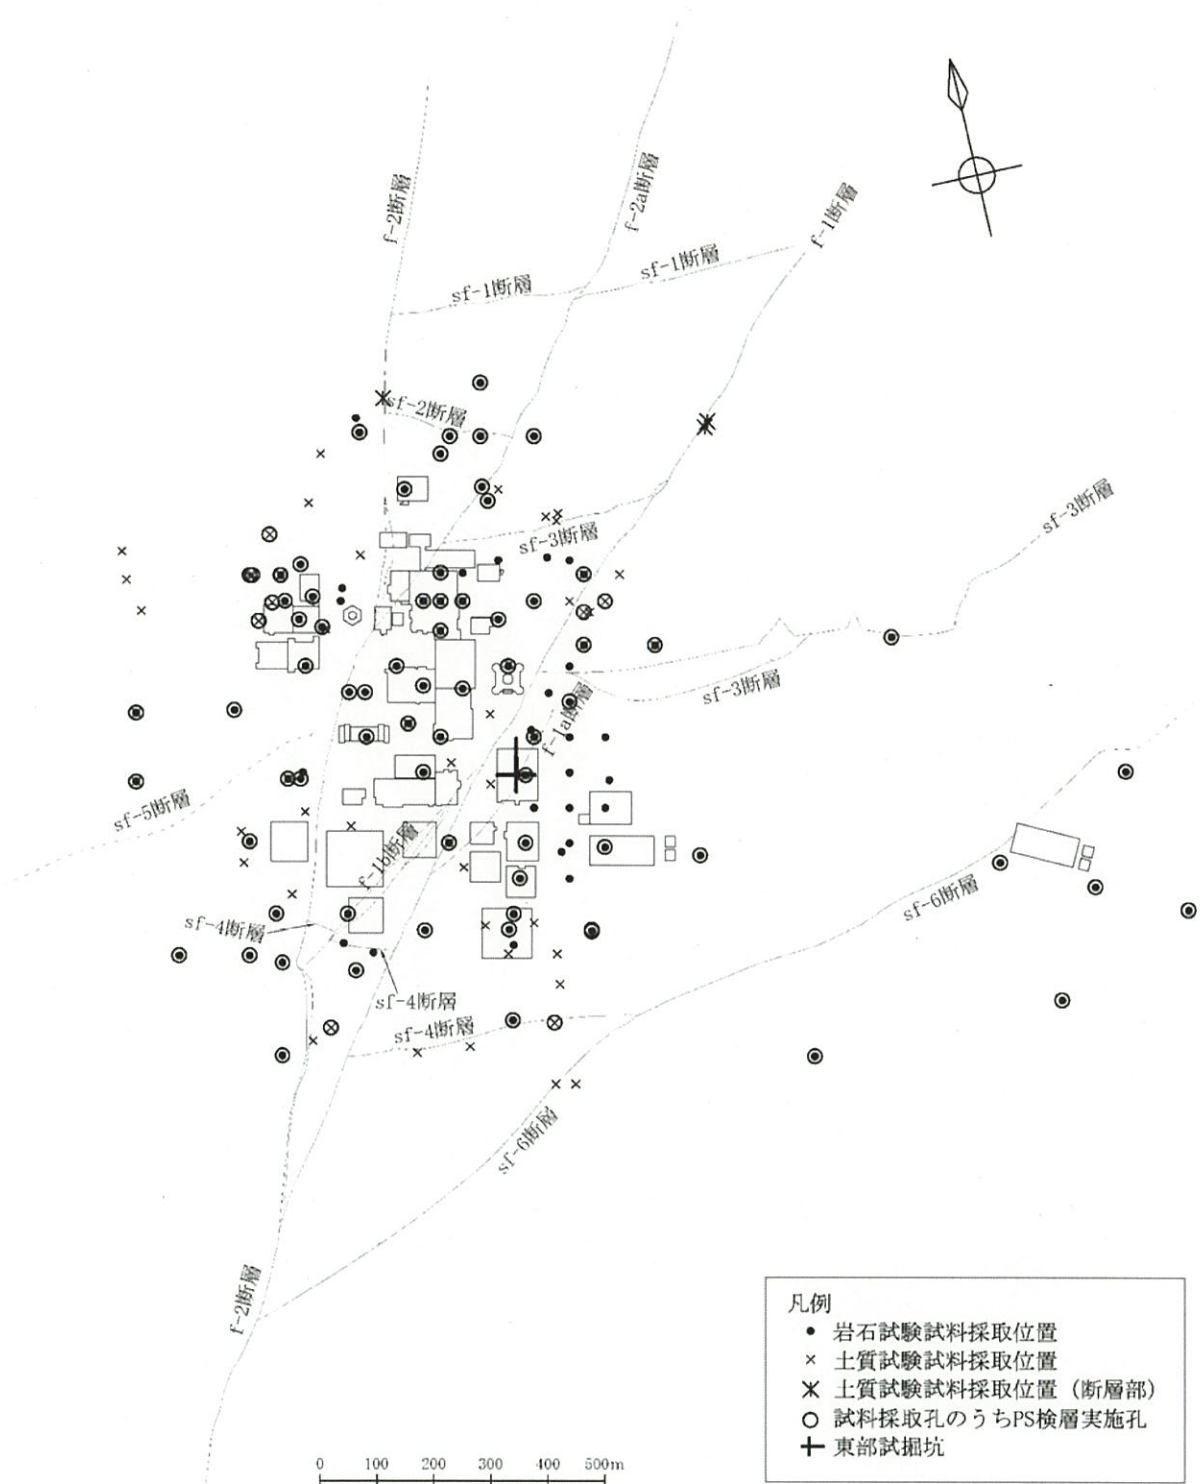 f-2断層
f-2a断層
f-1断層
sf-1断層
sf-1断層
sf-2断層
sf-3断層
sf-3断層
sf-3断層
f-1a断層
sf-5断層
f-1b断層
sf-6断層
sf-4断層
sf-4断層
sf-4断層
sf-6断層
f-2断層
凡例
● 岩石試験試料採取位置
× 土質試験試料採取位置
土質試験試料採取位置(断層部)
○ 試料採取孔のうちPS検層実施孔
東部試掘坑
0 100 200 300 400 500m